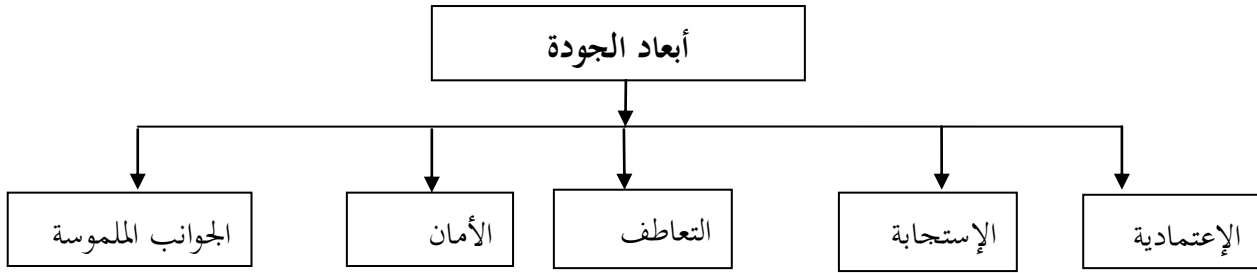 أبعاد الجودة
الإعتمادية
الإستجابة
التعاطف
الأمان
الجوانب الملموسة